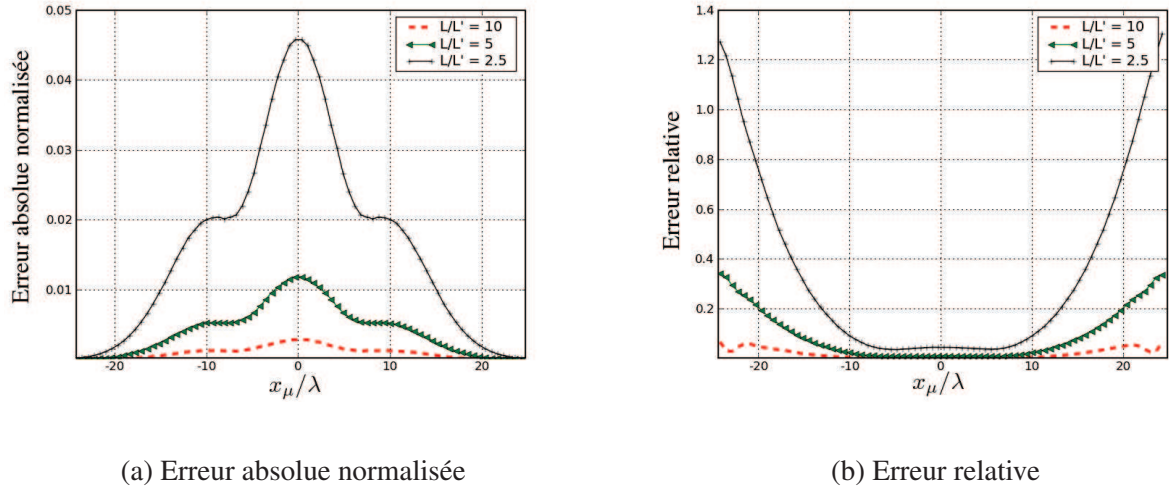 0.05
0.04
0.03
0.02
0.01
Erreur absolue normalisée
L/L' = 10
L/L' = 5
L/L' = 2.5
-20
-10
0
10
20
x_μ/λ
(a) Erreur absolue normalisée
1.4
1.2
1.0
0.8
0.6
0.4
0.2
Erreur relative
L/L' = 10
L/L' = 5
L/L' = 2.5
-20
-10
0
10
20
x_μ/λ
(b) Erreur relative